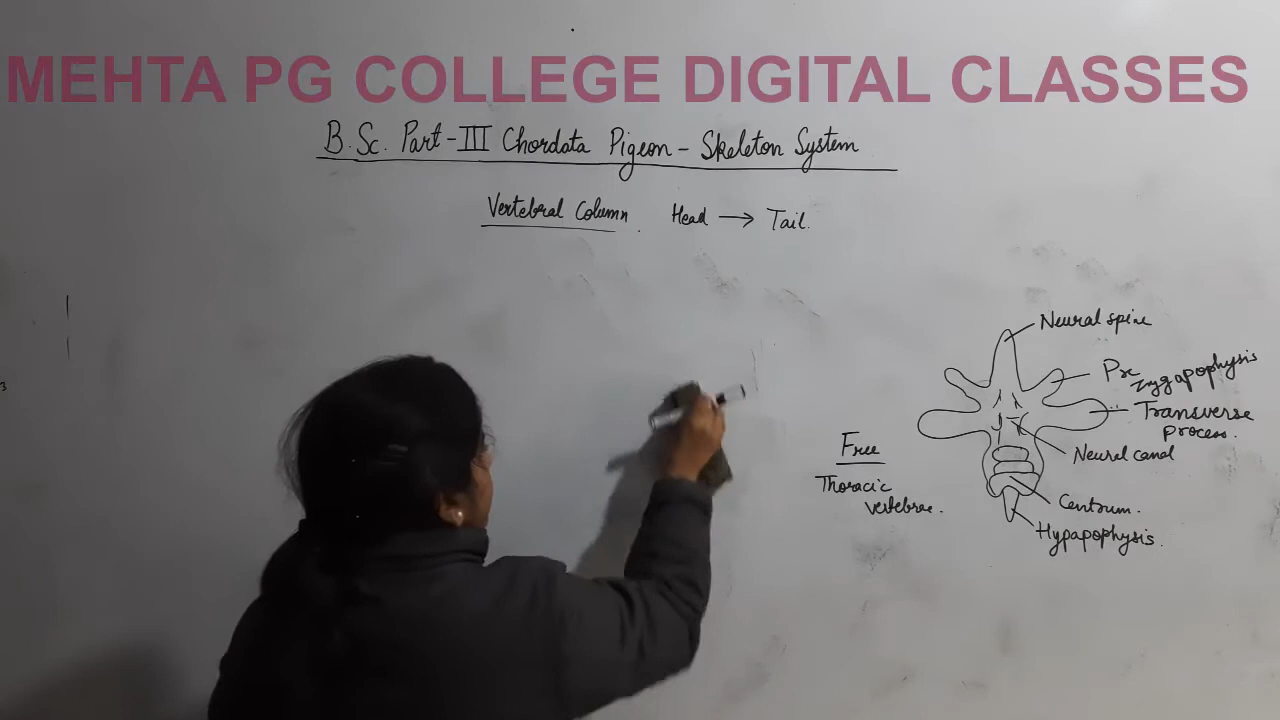 MEHTA PG COLLEGE DIGITAL CLASSES
B.Sc. Part-III Chordata Pigeon - Skeleton System
Vertebral Column. Head → Tail.
Neural spine
Pre
zygapophysis
Transverse
process.
Neural canal
Free
Thoracic
vertebrae.
Centrum.
Hypapophysis.
3